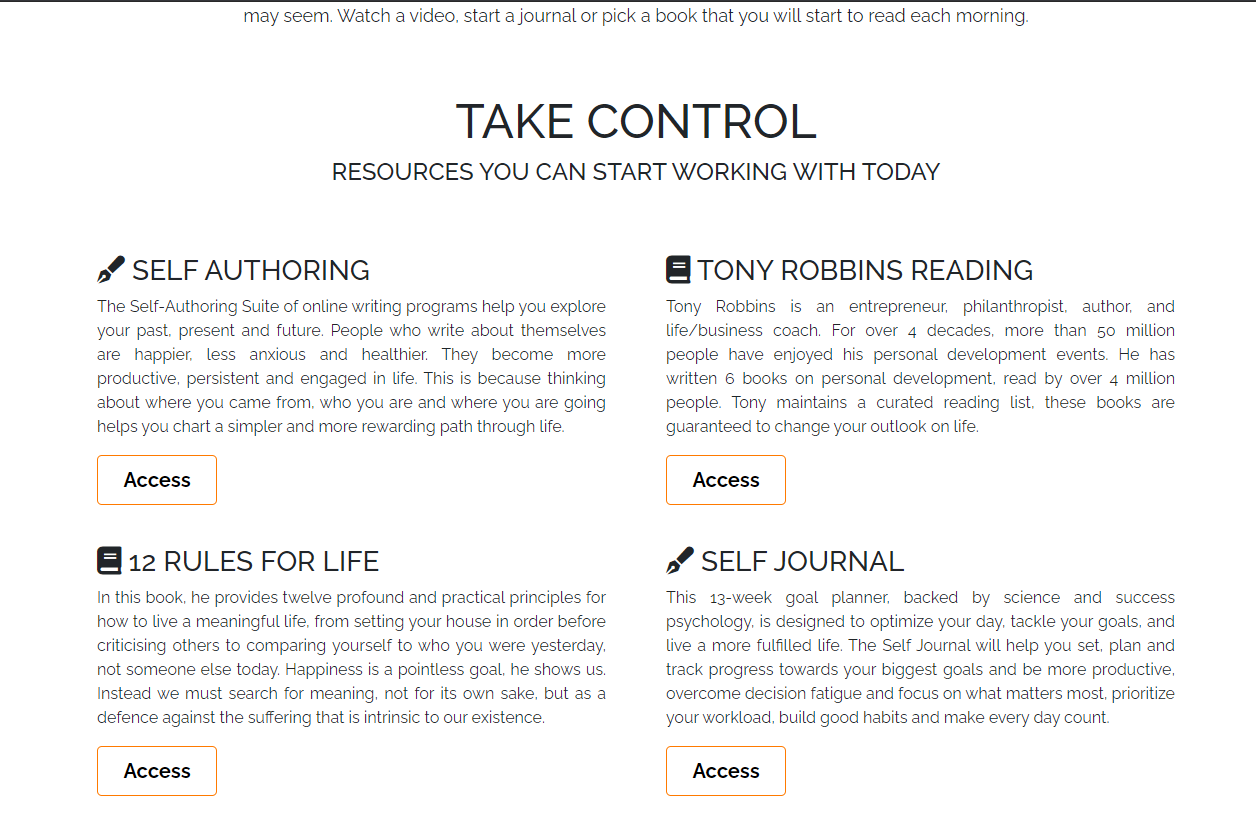 may seem. Watch a video, start a journal or pick a book that you will start to read each morning.
TAKE CONTROL
RESOURCES YOU CAN START WORKING WITH TODAY
SELF AUTHORING
The Self-Authoring Suite of online writing programs help you explore
your past, present and future. People who write about themselves
are happier, less anxious and healthier. They become more
productive, persistent and engaged in life. This is because thinking
about where you came from, who you are and where you are going
helps you chart a simpler and more rewarding path through life.
Access
TONY ROBBINS READING
Tony Robbins is an entrepreneur, philanthropist, author, and
life/business coach. For over 4 decades, more than 50 million
people have enjoyed his personal development events. He has
written 6 books on personal development, read by over 4 million
people. Tony maintains a curated reading list, these books are
guaranteed to change your outlook on life.
Access
12 RULES FOR LIFE
In this book, he provides twelve profound and practical principles for
how to live a meaningful life, from setting your house in order before
criticising others to comparing yourself to who you were yesterday,
not someone else today. Happiness is a pointless goal, he shows us.
Instead we must search for meaning, not for its own sake, but as a
defence against the suffering that is intrinsic to our existence.
Access
SELF JOURNAL
This 13-week goal planner, backed by science and success
psychology, is designed to optimize your day, tackle your goals, and
live a more fulfilled life. The Self Journal will help you set, plan and
track progress towards your biggest goals and be more productive,
overcome decision fatigue and focus on what matters most, prioritize
your workload, build good habits and make every day count.
Access